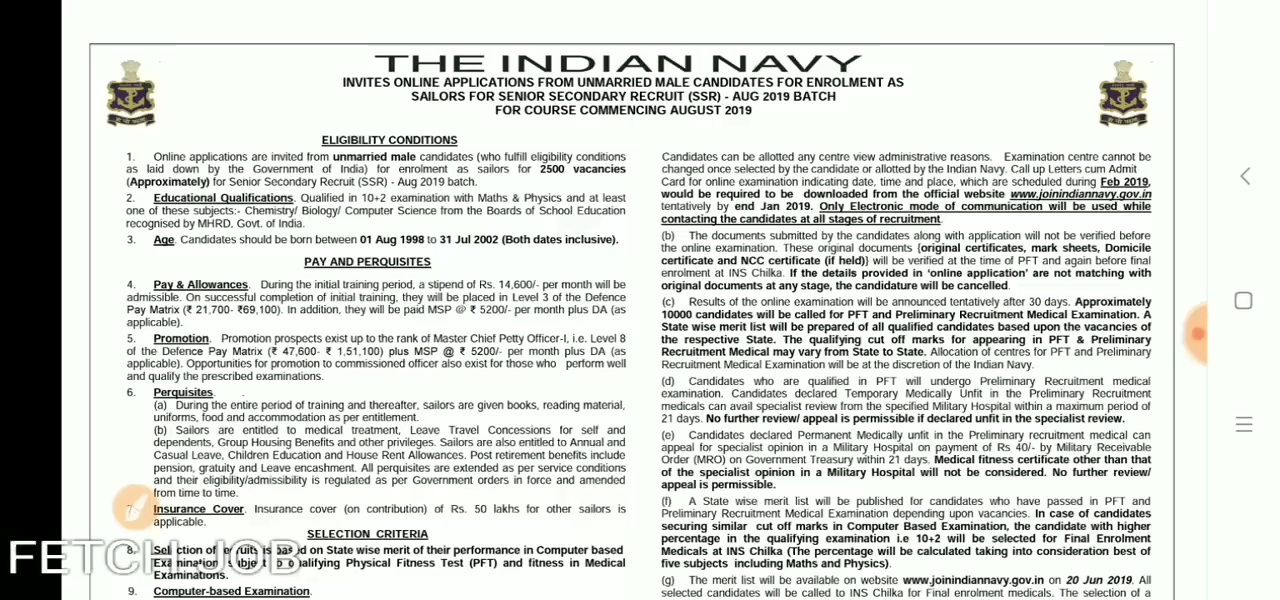 THE INDIAN NAVY
INVITES ONLINE APPLICATIONS FROM UNMARRIED MALE CANDIDATES FOR ENROLMENT AS
SAILORS FOR SENIOR SECONDARY RECRUIT (SSR) - AUG 2019 BATCH
FOR COURSE COMMENCING AUGUST 2019
ELIGIBILITY CONDITIONS
1. Online applications are invited from unmarried male candidates (who fulfill eligibility conditions
as laid down by the Government of India) for enrolment as sailors for 2500 vacancies
(Approximately) for Senior Secondary Recruit (SSR) - Aug 2019 batch.
2. Educational Qualifications. Qualified in 10+2 examination with Maths & Physics and at least
one of these subjects:- Chemistry/ Biology/ Computer Science from the Boards of School Education
recognised by MHRD, Govt. of India.
3. Age. Candidates should be born between 01 Aug 1998 to 31 Jul 2002 (Both dates inclusive).
PAY AND PERQUISITES
4. Pay & Allowances. During the initial training period, a stipend of Rs. 14,600/- per month will be
admissible. On successful completion of initial training, they will be placed in Level 3 of the Defence
Pay Matrix (₹ 21,700- ₹69,100). In addition, they will be paid MSP @ ₹ 5200/- per month plus DA (as
applicable).
5. Promotion. Promotion prospects exist up to the rank of Master Chief Petty Officer-I, i.e. Level 8
of the Defence Pay Matrix (₹ 47,600- ₹ 1,51,100) plus MSP @ ₹ 5200/- per month plus DA (as
applicable). Opportunities for promotion to commissioned officer also exist for those who perform well
and qualify the prescribed examinations.
6. Perquisites.
(a) During the entire period of training and thereafter, sailors are given books, reading material,
uniforms, food and accommodation as per entitlement.
(b) Sailors are entitled to medical treatment, Leave Travel Concessions for self and
dependents, Group Housing Benefits and other privileges. Sailors are also entitled to Annual and
Casual Leave, Children Education and House Rent Allowances. Post retirement benefits include
pension, gratuity and Leave encashment. All perquisites are extended as per service conditions
and their eligibility/admissibility is regulated as per Government orders in force and amended
from time to time.
7. Insurance Cover. Insurance cover (on contribution) of Rs. 50 lakhs for other sailors is
applicable.
SELECTION CRITERIA
8. Selection of recruits is based on State wise merit of their performance in Computer based
Examination subject to qualifying Physical Fitness Test (PFT) and fitness in Medical
Examinations.
9. Computer-based Examination.
Candidates can be allotted any centre view administrative reasons. Examination centre cannot be
changed once selected by the candidate or allotted by the Indian Navy. Call up Letters cum Admit
Card for online examination indicating date, time and place, which are scheduled during Feb 2019,
would be required to be downloaded from the official website www.joinindiannavy.gov.in
tentatively by end Jan 2019. Only Electronic mode of communication will be used while
contacting the candidates at all stages of recruitment.
(b) The documents submitted by the candidates along with application will not be verified before
the online examination. These original documents {original certificates, mark sheets, Domicile
certificate and NCC certificate (if held)} will be verified at the time of PFT and again before final
enrolment at INS Chilka. If the details provided in 'online application' are not matching with
original documents at any stage, the candidature will be cancelled.
(c) Results of the online examination will be announced tentatively after 30 days. Approximately
10000 candidates will be called for PFT and Preliminary Recruitment Medical Examination. A
State wise merit list will be prepared of all qualified candidates based upon the vacancies of
the respective State. The qualifying cut off marks for appearing in PFT & Preliminary
Recruitment Medical may vary from State to State. Allocation of centres for PFT and Preliminary
Recruitment Medical Examination will be at the discretion of the Indian Navy.
(d) Candidates who are qualified in PFT will undergo Preliminary Recruitment medical
examination. Candidates declared Temporary Medically Unfit in the Preliminary Recruitment
medicals can avail specialist review from the specified Military Hospital within a maximum period of
21 days. No further review/ appeal is permissible if declared unfit in the specialist review.
(e) Candidates declared Permanent Medically unfit in the Preliminary recruitment medical can
appeal for specialist opinion in a Military Hospital on payment of Rs 40/- by Military Receivable
Order (MRO) on Government Treasury within 21 days. Medical fitness certificate other than that
of the specialist opinion in a Military Hospital will not be considered. No further review/
appeal is permissible.
(f) A State wise merit list will be published for candidates who have passed in PFT and
Preliminary Recruitment Medical Examination depending upon vacancies. In case of candidates
securing similar cut off marks in Computer Based Examination, the candidate with higher
percentage in the qualifying examination i.e 10+2 will be selected for Final Enrolment
Medicals at INS Chilka (The percentage will be calculated taking into consideration best of
five subjects including Maths and Physics).
(g) The merit list will be available on website www.joinindiannavy.gov.in on 20 Jun 2019. All
selected candidates will be called to INS Chilka for Final enrolment medicals. The selection of a
FETCH JOB